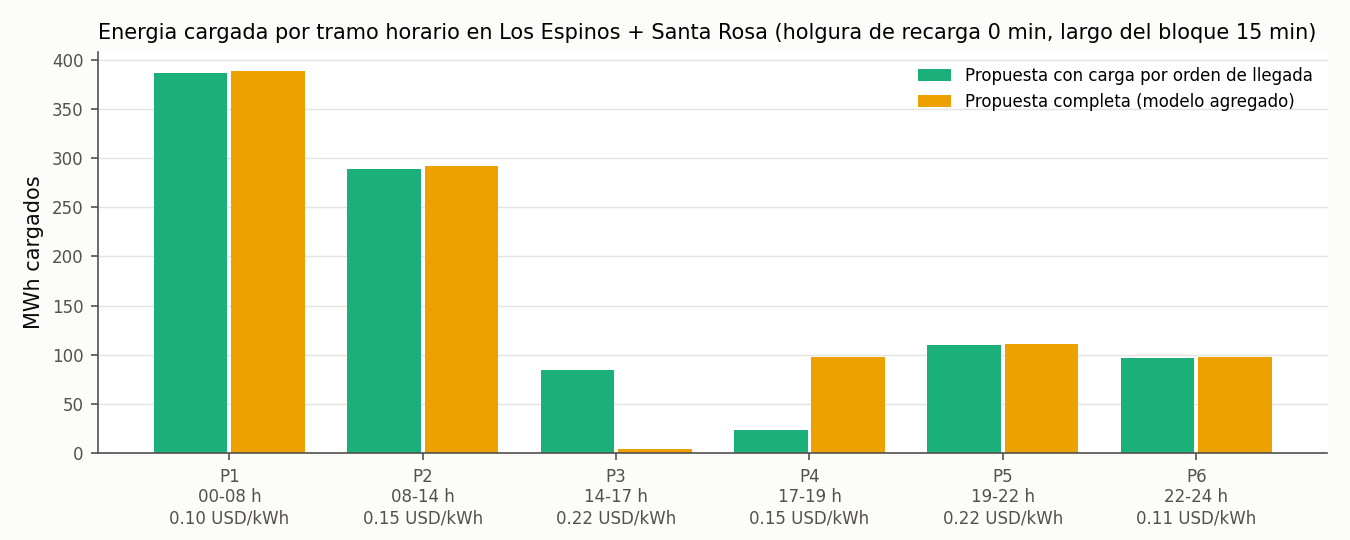 Energia cargada por tramo horario en Los Espinos + Santa Rosa (holgura de recarga 0 min, largo del bloque 15 min)
Propuesta con carga por orden de llegada
Propuesta completa (modelo agregado)
MWh cargados
400
350
300
250
200
150
100
50
0
P1 P2 P3 P4 P5 P6
00-08 h 08-14 h 14-17 h 17-19 h 19-22 h 22-24 h
0.10 USD/kWh 0.15 USD/kWh 0.22 USD/kWh 0.15 USD/kWh 0.22 USD/kWh 0.11 USD/kWh